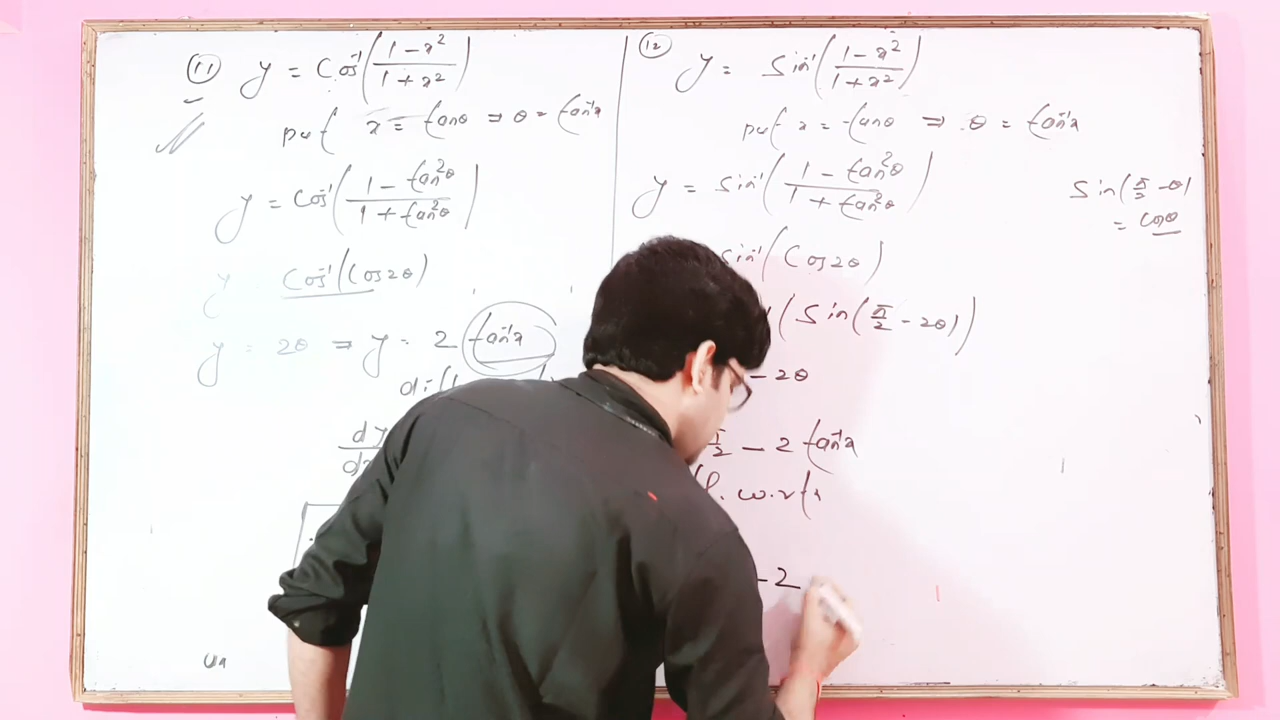 (11) y = Cos⁻¹((1-x²)/(1+x²))
put x = tanθ ⇒ θ = tan⁻¹x
y = Cos⁻¹((1 - tan²θ)/(1 + tan²θ))
y = Cos⁻¹(Cos2θ)
y = 2θ ⇒ y = 2 tan⁻¹x
dy
(12) y = Sin⁻¹((1-x²)/(1+x²))
put x = tanθ ⇒ θ = tan⁻¹x
y = Sin⁻¹((1 - tan²θ)/(1 + tan²θ))
Sin(π/2 - θ)
= Cosθ
sin⁻¹(Cos2θ)
(Sin(π/2 - 2θ))
- 2θ
π/2 - 2 tan⁻¹x
w.r.t x
-2